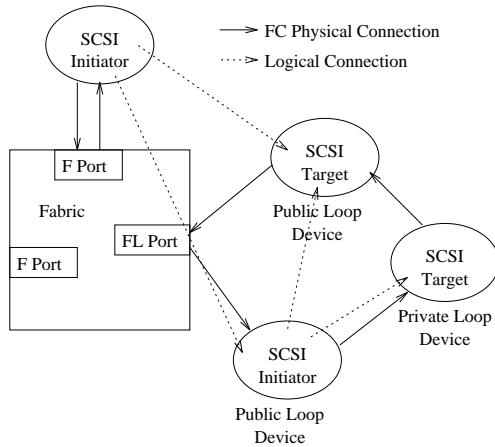 SCSI
Initiator
FC Physical Connection
Logical Connection
F Port
Fabric
FL Port
F Port
SCSI
Target
Public Loop
Device
SCSI
Target
Private Loop
Device
SCSI
Initiator
Public Loop
Device